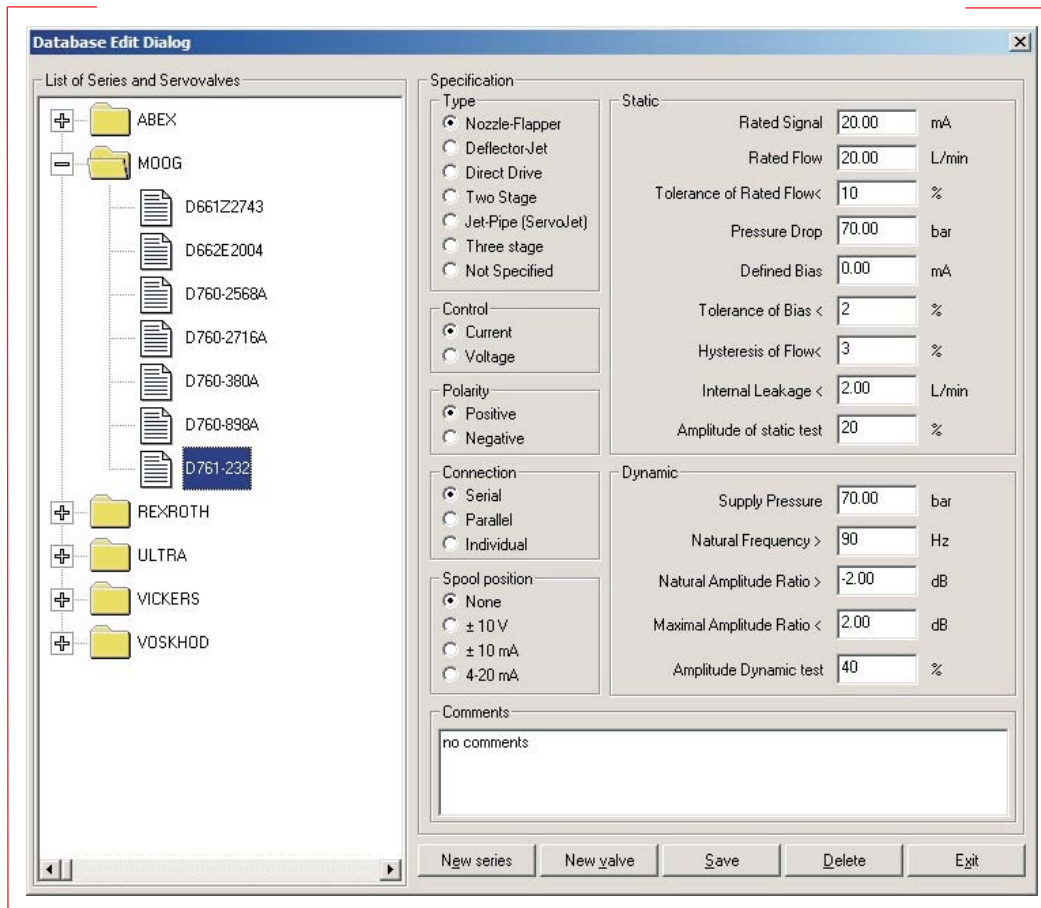 Database Edit Dialog
List of Series and Servovalves
ABEX
MOOG
D661Z2743
D662E2004
D760-2568A
D760-2716A
D760-380A
D760-898A
D761-232
REXROTH
ULTRA
VICKERS
VOSKHOD
Specification
Type
Nozzle-Flapper
Deflector-Jet
Direct Drive
Two Stage
Jet-Pipe (ServoJet)
Three stage
Not Specified
Control
Current
Voltage
Polarity
Positive
Negative
Connection
Serial
Parallel
Individual
Spool position
None
± 10 V
± 10 mA
4-20 mA
Static
Rated Signal 20.00 mA
Rated Flow 20.00 L/min
Tolerance of Rated Flow< 10 %
Pressure Drop 70.00 bar
Defined Bias 0.00 mA
Tolerance of Bias < 2 %
Hysteresis of Flow< 3 %
Internal Leakage < 2.00 L/min
Amplitude of static test 20 %
Dynamic
Supply Pressure 70.00 bar
Natural Frequency > 90 Hz
Natural Amplitude Ratio > -2.00 dB
Maximal Amplitude Ratio < 2.00 dB
Amplitude Dynamic test 40 %
Comments
no comments
New series New valve Save Delete Exit